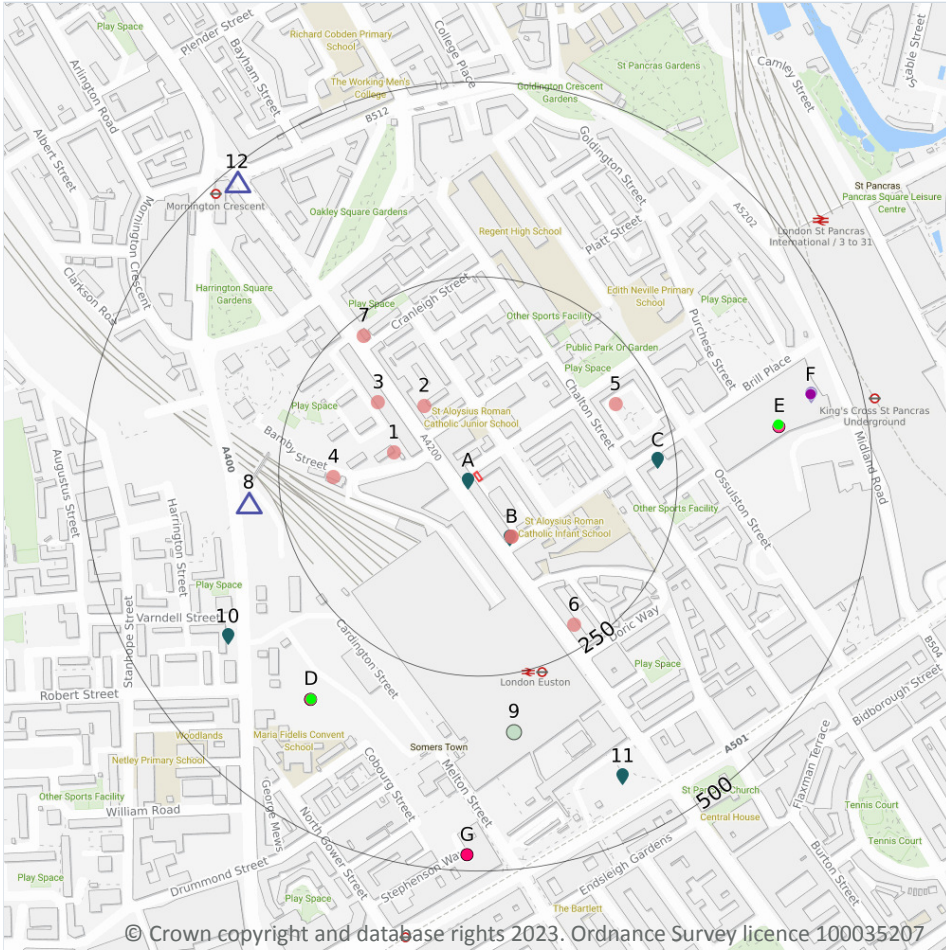 Play Space
Plender Street
Richard Cobden Primary
School
College Place
Bayham Street
Arlington Road
The Working Men's
College
St Pancras Gardens
Camley Street
Goldington Crescent
Gardens
B512
Albert Street
Goldington Street
12
Mornington Crescent
Mornington Crescent
Oakley Square Gardens
St Pancras
Pancras Square Leisure
Centre
A5202
London St Pancras
International / 3 to 31
Regent High School
Platt Street
Clarkson Row
Harrington Square
Gardens
Cranleigh Street
Play Space
7
Edith Neville Primary
School
Play Space
Other Sports Facility
Purchese Street
Public Park Or Garden
Play Space
Brill Place
F
3
2
5
E
Play Space
St Aloysius Roman
Catholic Junior School
Chalton Street
King's Cross St Pancras
Underground
Barnby Street
1
A200
C
4
A
A400
Augustus Street
8
Midland Road
Ossulston Street
Harrington Street
B
St Aloysius Roman
Catholic Infant School
Other Sports Facility
Play Space
10
Varndell Street
Stanhope Street
6
Doric Way
250
Cardington Street
Play Space
B504
London Euston
D
Robert Street
Bidborough Street
9
Woodlands
Maria Fidelis Convent
School
Somers Town
A501
Netley Primary School
11
Flaxman Terrace
Cobourg Street
Melton Street
500
Other Sports Facility
William Road
George Mews
North Gower Street
Central House
Tennis Court
Tennis Court
G
Stephenson Way
Endsleigh Gardens
Burton Street
Drummond Street
Play Space
Play Space
The Bartlett
© Crown copyright and database rights 2023. Ordnance Survey licence 100035207